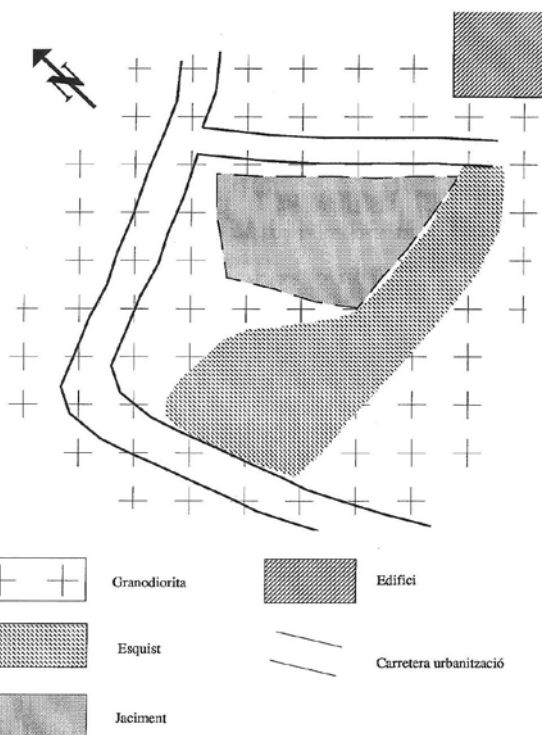 N
Granodiorita
Edifici
Esquist
Carretera urbanització
Jaciment